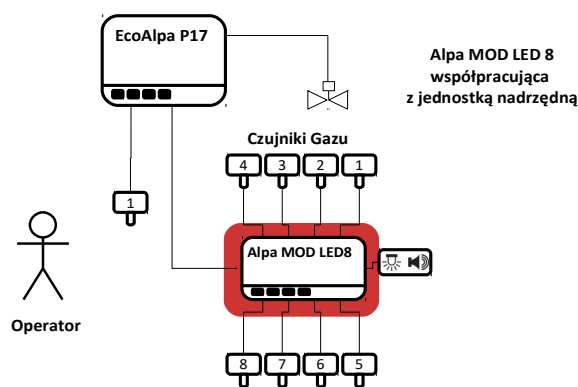 EcoAlpa P17
Alpa MOD LED 8
współpracująca
z jednostką nadrzędną
Czujniki Gazu
4 3 2 1
1
Alpa MOD LED8
Operator
8 7 6 5